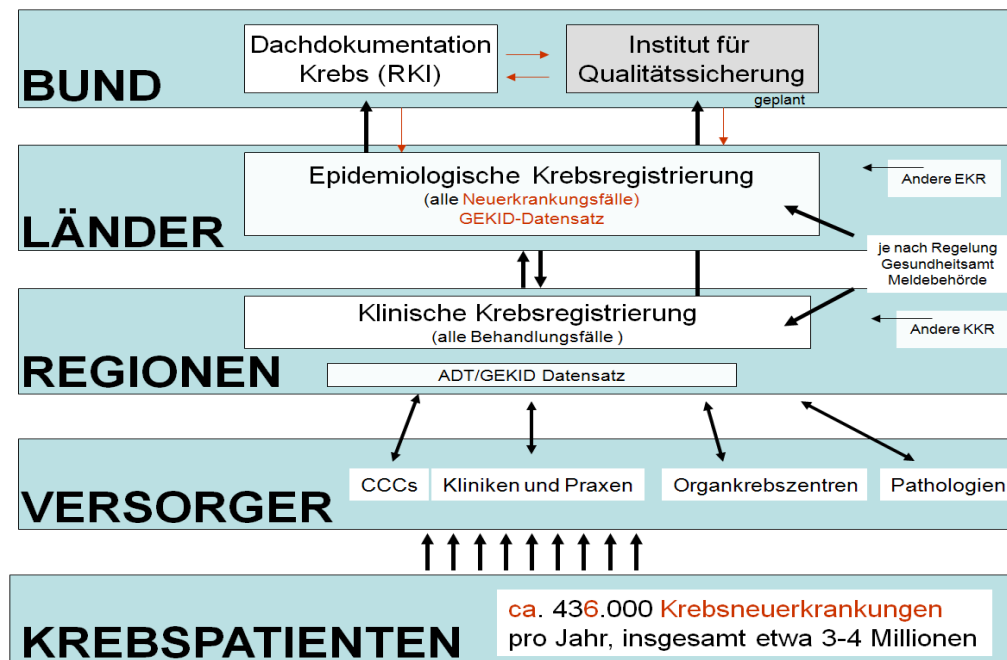 Dachdokumentation
Krebs (RKI)
Institut für
Qualitätssicherung
geplant
BUND
Epidemiologische Krebsregistrierung
(alle Neuerkrankungsfälle)
GEKID-Datensatz
Andere EKR
LÄNDER
je nach Regelung
Gesundheitsamt
Meldebehörde
Klinische Krebsregistrierung
(alle Behandlungsfälle )
Andere KKR
REGIONEN
ADT/GEKID Datensatz
CCCs
Kliniken und Praxen
Organkrebszentren
Pathologien
VERSORGER
ca. 436.000 Krebsneuerkrankungen
pro Jahr, insgesamt etwa 3-4 Millionen
KREBSPATIENTEN